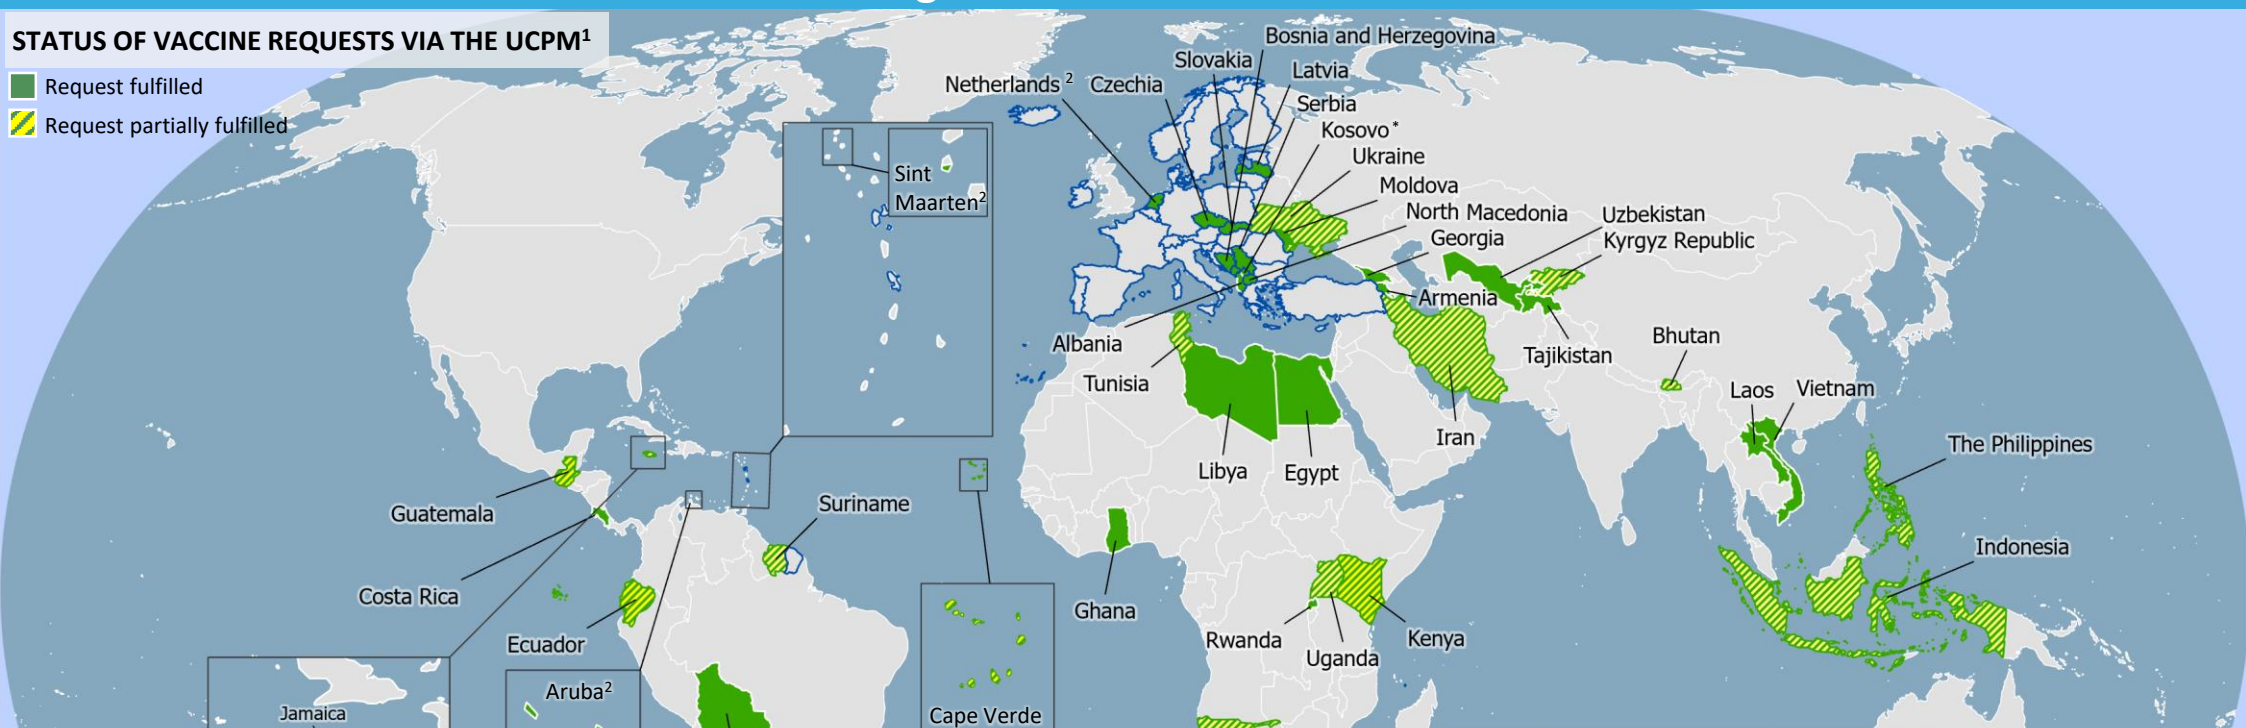 STATUS OF VACCINE REQUESTS VIA THE UCPM¹
Request fulfilled
Request partially fulfilled
Bosnia and Herzegovina
Slovakia
Latvia
Netherlands ²
Czechia
Serbia
Kosovo*
Ukraine
Moldova
North Macedonia
Georgia
Uzbekistan
Kyrgyz Republic
Armenia
Sint
Maarten²
Albania
Tunisia
Tajikistan
Bhutan
Laos
Vietnam
Iran
The Philippines
Libya
Egypt
Guatemala
Suriname
Indonesia
Costa Rica
Ghana
Ecuador
Rwanda
Kenya
Uganda
Aruba²
Jamaica
Cape Verde